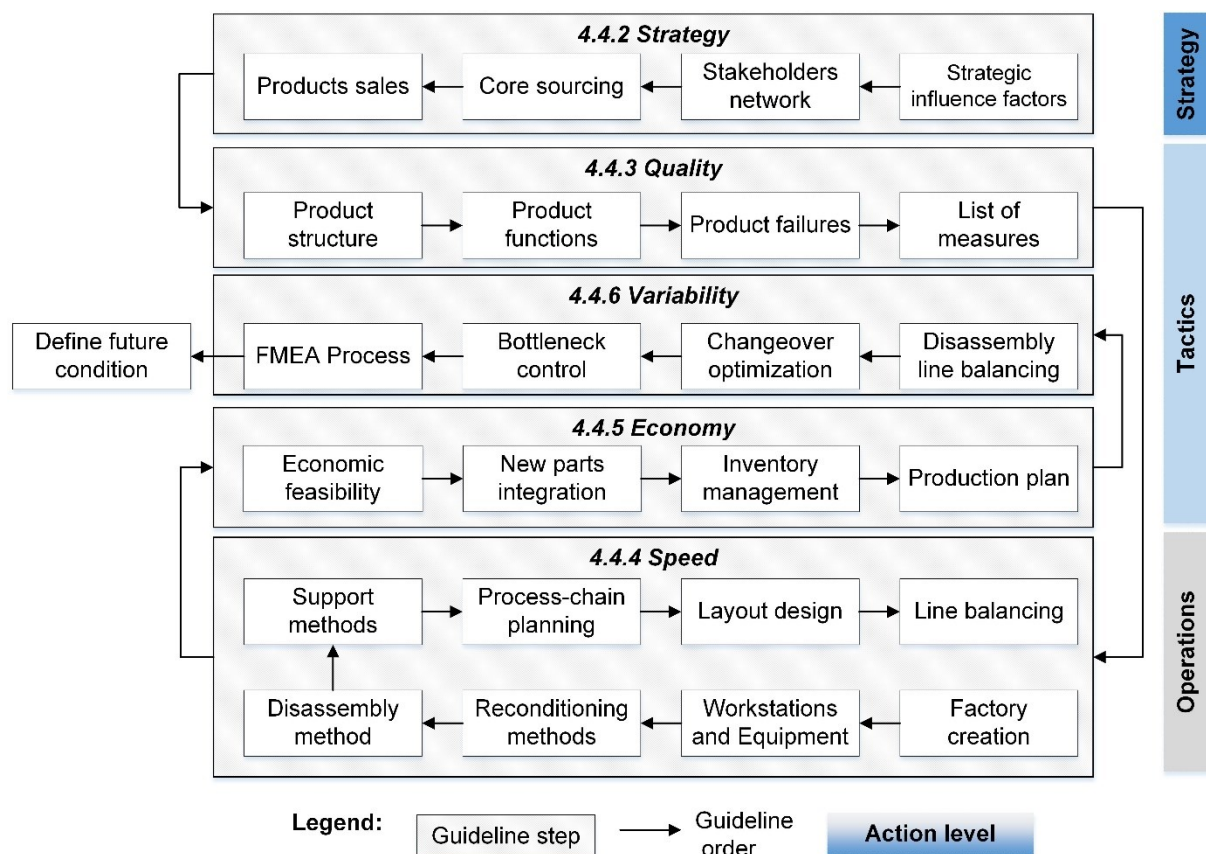 4.4.2 Strategy
Products sales
Core sourcing
Stakeholders
network
Strategic
influence factors
Strategy
4.4.3 Quality
Product
structure
Product
functions
Product failures
List of
measures
Tactics
4.4.6 Variability
Define future
condition
FMEA Process
Bottleneck
control
Changeover
optimization
Disassembly
line balancing
4.4.5 Economy
Economic
feasibility
New parts
integration
Inventory
management
Production plan
4.4.4 Speed
Support
methods
Process-chain
planning
Layout design
Line balancing
Operations
Disassembly
method
Reconditioning
methods
Workstations
and Equipment
Factory
creation
Legend:
Guideline step
Guideline
order
Action level